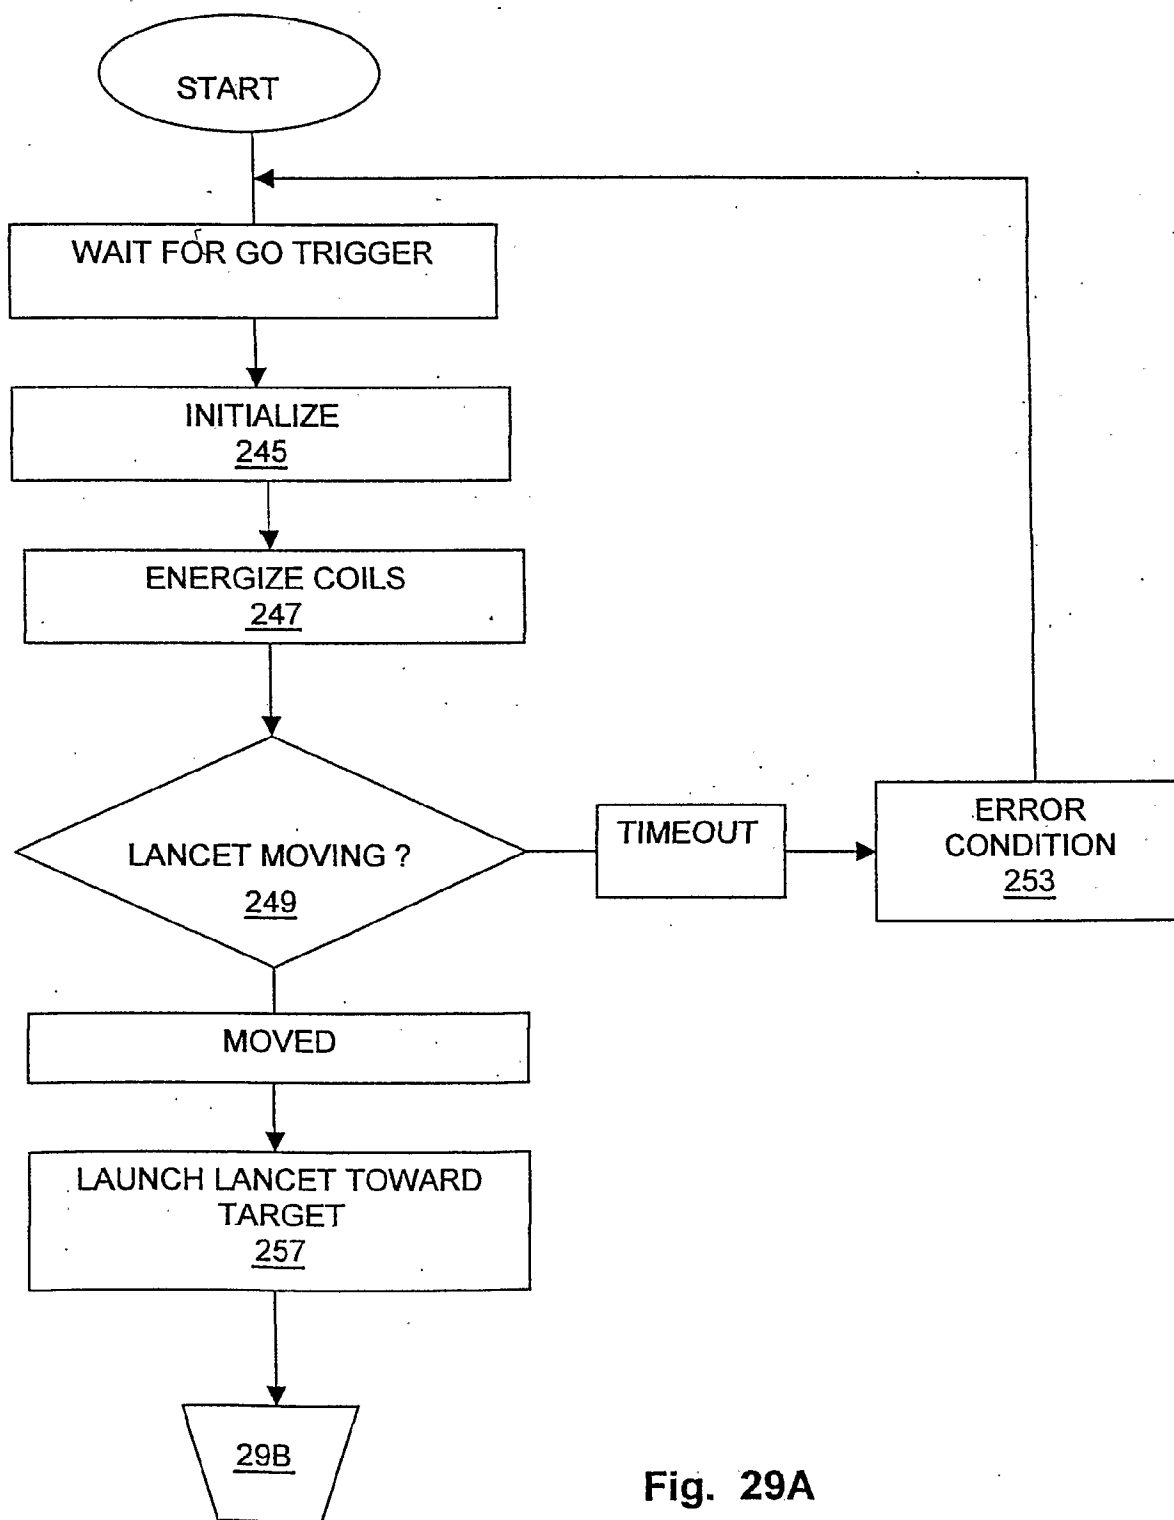 START
WAIT FOR GO TRIGGER
INITIALIZE
245
ENERGIZE COILS
247
LANCET MOVING ?
249
TIMEOUT
ERROR
CONDITION
253
MOVED
LAUNCH LANCET TOWARD
TARGET
257
29B
Fig. 29A